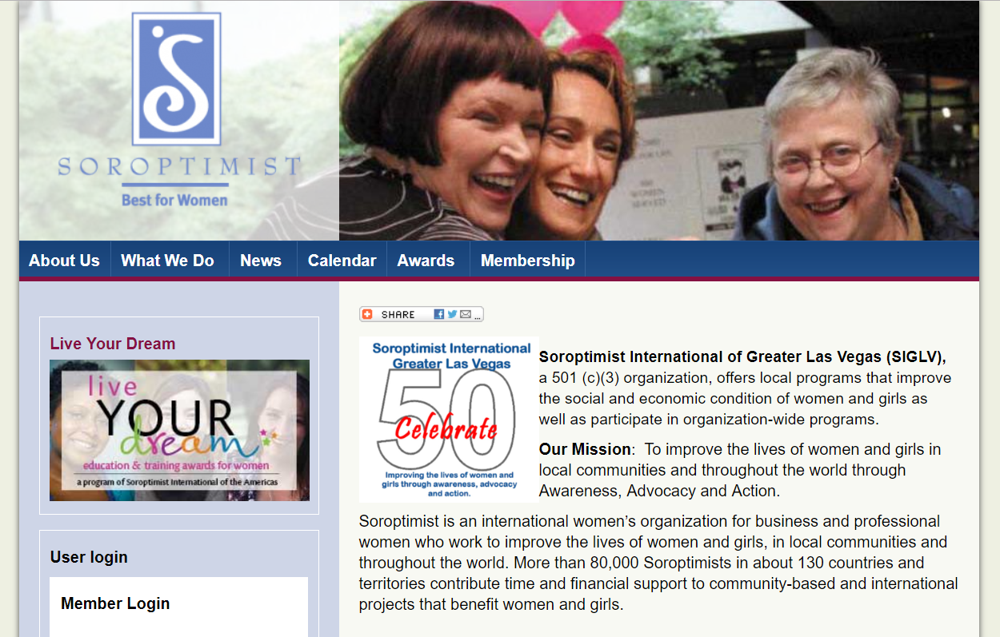 S
SOROPTIMIST
Best for Women
About Us
What We Do
News
Calendar
Awards
Membership
Live Your Dream
live
YOUR
dream
education & training awards for women
a program of Soroptimist International of the Americas
User login
Member Login
SHARE ...
Soroptimist International
Greater Las Vegas
50
Celebrate
Improving the lives of women and
girls through awareness, advocacy
and action.
Soroptimist International of Greater Las Vegas (SIGLV),
a 501 (c)(3) organization, offers local programs that improve
the social and economic condition of women and girls as
well as participate in organization-wide programs.
Our Mission:  To improve the lives of women and girls in
local communities and throughout the world through
Awareness, Advocacy and Action.
Soroptimist is an international women’s organization for business and professional
women who work to improve the lives of women and girls, in local communities and
throughout the world. More than 80,000 Soroptimists in about 130 countries and
territories contribute time and financial support to community-based and international
projects that benefit women and girls.